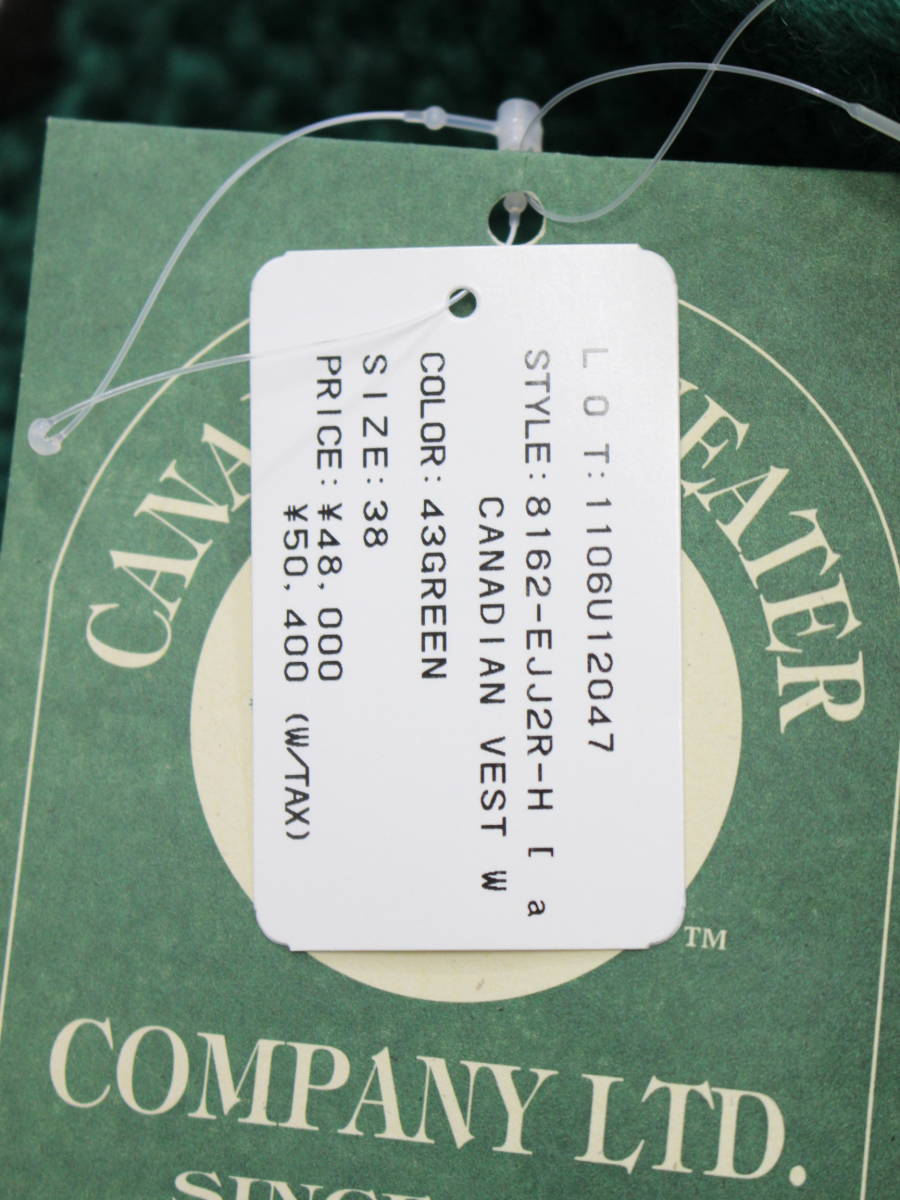 L O T: 1106U12047
STYLE: 8162-EJJ2R-H [ a
CANADIAN VEST W
COLOR: 43GREEN
SIZE: 38
PRICE: ¥48,000
¥50,400 (W/TAX)
TM
COMPANY LTD.